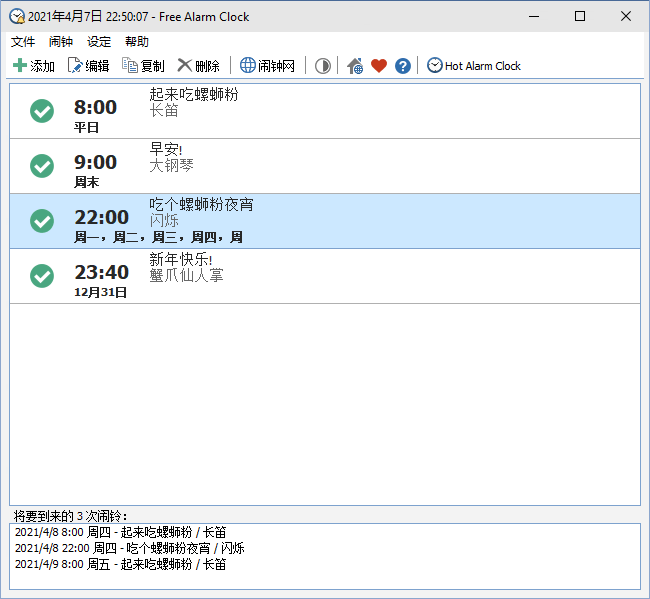 2021年4月7日 22:50:07 - Free Alarm Clock
文件 闹钟 设定 帮助
添加 编辑 复制 删除 闹钟网 Hot Alarm Clock
起来吃螺蛳粉
8:00 长笛
平日
早安!
9:00 大钢琴
周末
吃个螺蛳粉夜宵
22:00 闪烁
周一，周二，周三，周四，周
新年快乐!
23:40 蟹爪仙人掌
12月31日
将要到来的 3 次闹铃：
2021/4/8 8:00 周四 - 起来吃螺蛳粉 / 长笛
2021/4/8 22:00 周四 - 吃个螺蛳粉夜宵 / 闪烁
2021/4/9 8:00 周五 - 起来吃螺蛳粉 / 长笛